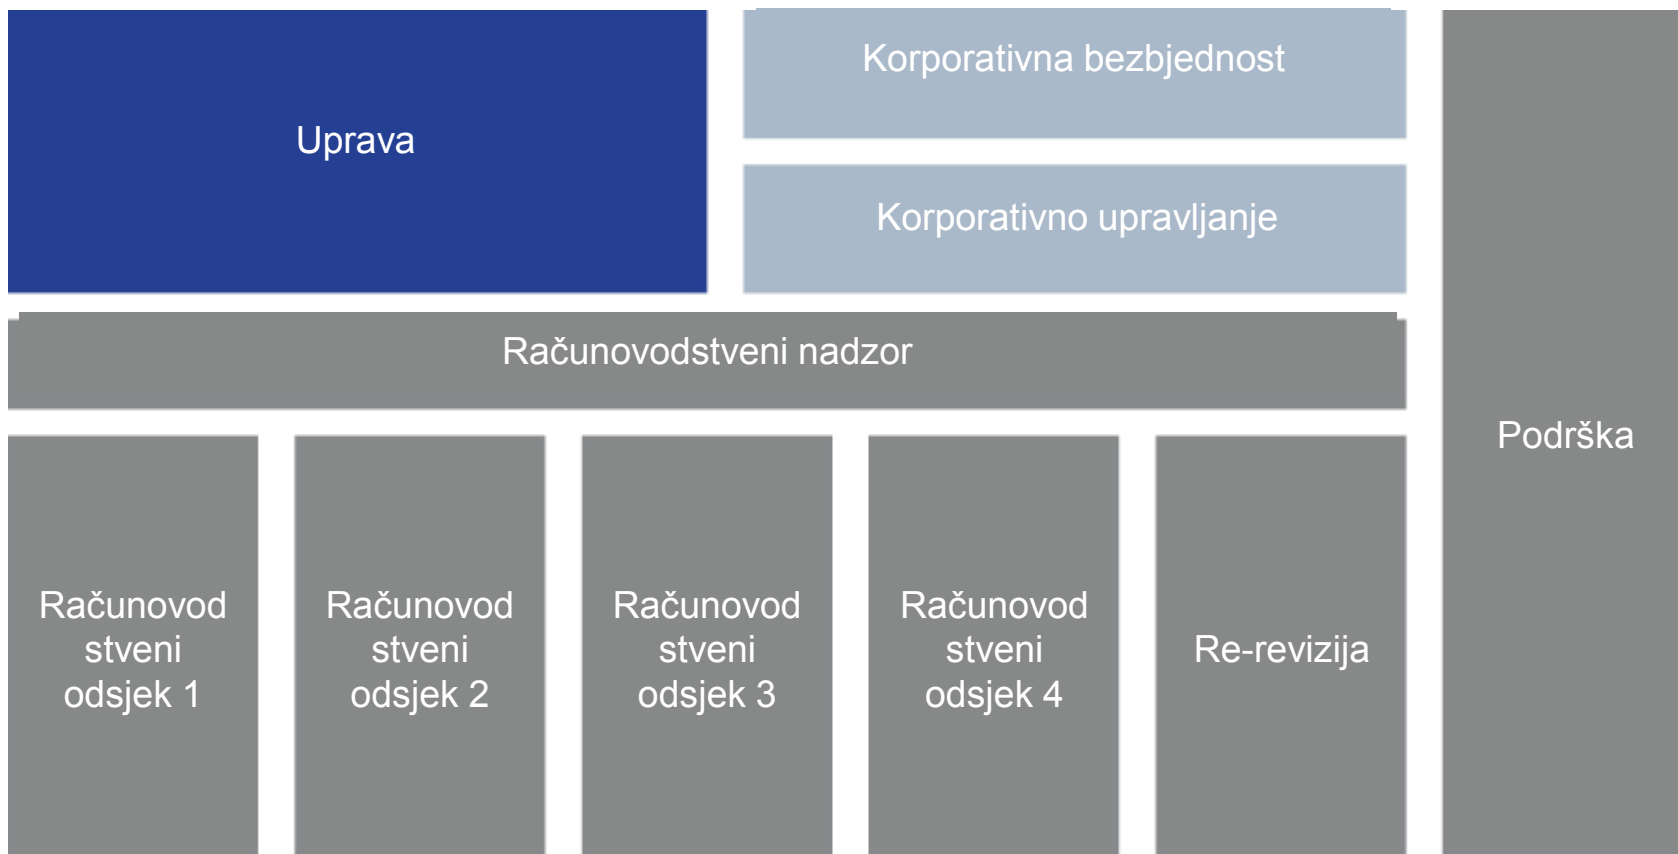 Uprava
Korporativna bezbjednost
Korporativno upravljanje
Računovodstveni nadzor
Podrška
Računovod
stveni
odsjek 1
Računovod
stveni
odsjek 2
Računovod
stveni
odsjek 3
Računovod
stveni
odsjek 4
Re-revizija